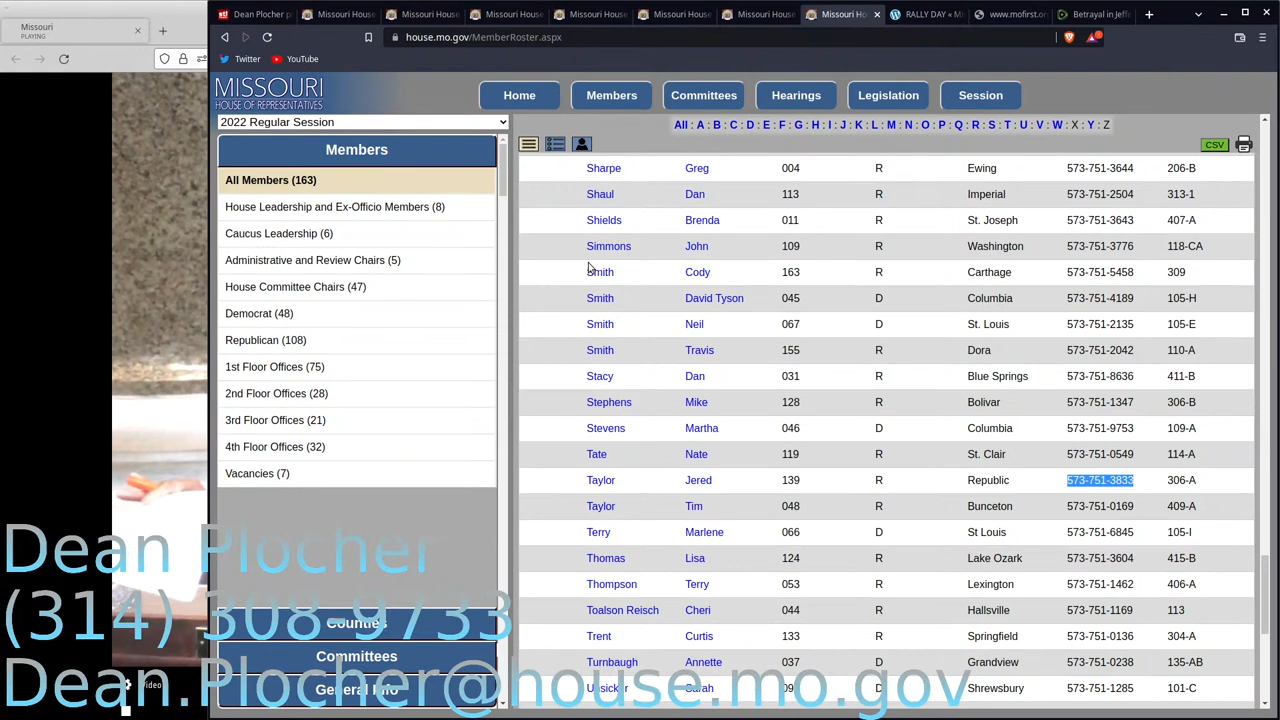 Missouri
PLAYING
Dean Plocher p
Missouri House
Missouri House
Missouri House
Missouri House
Missouri House
Missouri House
Missouri Ho
RALLY DAY « Mi
www.mofirst.org
Betrayal in Jeff
house.mo.gov/MemberRoster.aspx
Twitter
YouTube
MISSOURI
HOUSE OF REPRESENTATIVES
Home
Members
Committees
Hearings
Legislation
Session
2022 Regular Session
All : A : B : C : D : E : F : G : H : I : J : K : L : M : N : O : P : Q : R : S : T : U : V : W : X : Y : Z
CSV
Members
All Members (163)
House Leadership and Ex-Officio Members (8)
Caucus Leadership (6)
Administrative and Review Chairs (5)
House Committee Chairs (47)
Democrat (48)
Republican (108)
1st Floor Offices (75)
2nd Floor Offices (28)
3rd Floor Offices (21)
4th Floor Offices (32)
Vacancies (7)
Counties
Committees
General Info
Sharpe Greg 004 R Ewing 573-751-3644 206-B
Shaul Dan 113 R Imperial 573-751-2504 313-1
Shields Brenda 011 R St. Joseph 573-751-3643 407-A
Simmons John 109 R Washington 573-751-3776 118-CA
Smith Cody 163 R Carthage 573-751-5458 309
Smith David Tyson 045 D Columbia 573-751-4189 105-H
Smith Neil 067 D St. Louis 573-751-2135 105-E
Smith Travis 155 R Dora 573-751-2042 110-A
Stacy Dan 031 R Blue Springs 573-751-8636 411-B
Stephens Mike 128 R Bolivar 573-751-1347 306-B
Stevens Martha 046 D Columbia 573-751-9753 109-A
Tate Nate 119 R St. Clair 573-751-0549 114-A
Taylor Jered 139 R Republic 573-751-3833 306-A
Taylor Tim 048 R Bunceton 573-751-0169 409-A
Terry Marlene 066 D St Louis 573-751-6845 105-I
Thomas Lisa 124 R Lake Ozark 573-751-3604 415-B
Thompson Terry 053 R Lexington 573-751-1462 406-A
Toalson Reisch Cheri 044 R Hallsville 573-751-1169 113
Trent Curtis 133 R Springfield 573-751-0136 304-A
Turnbaugh Annette 037 D Grandview 573-751-0238 135-AB
Unsicker Sarah D Shrewsbury 573-751-1285 101-C
Dean Plocher
(314) 308-9733
Dean.Plocher@house.mo.gov
Video